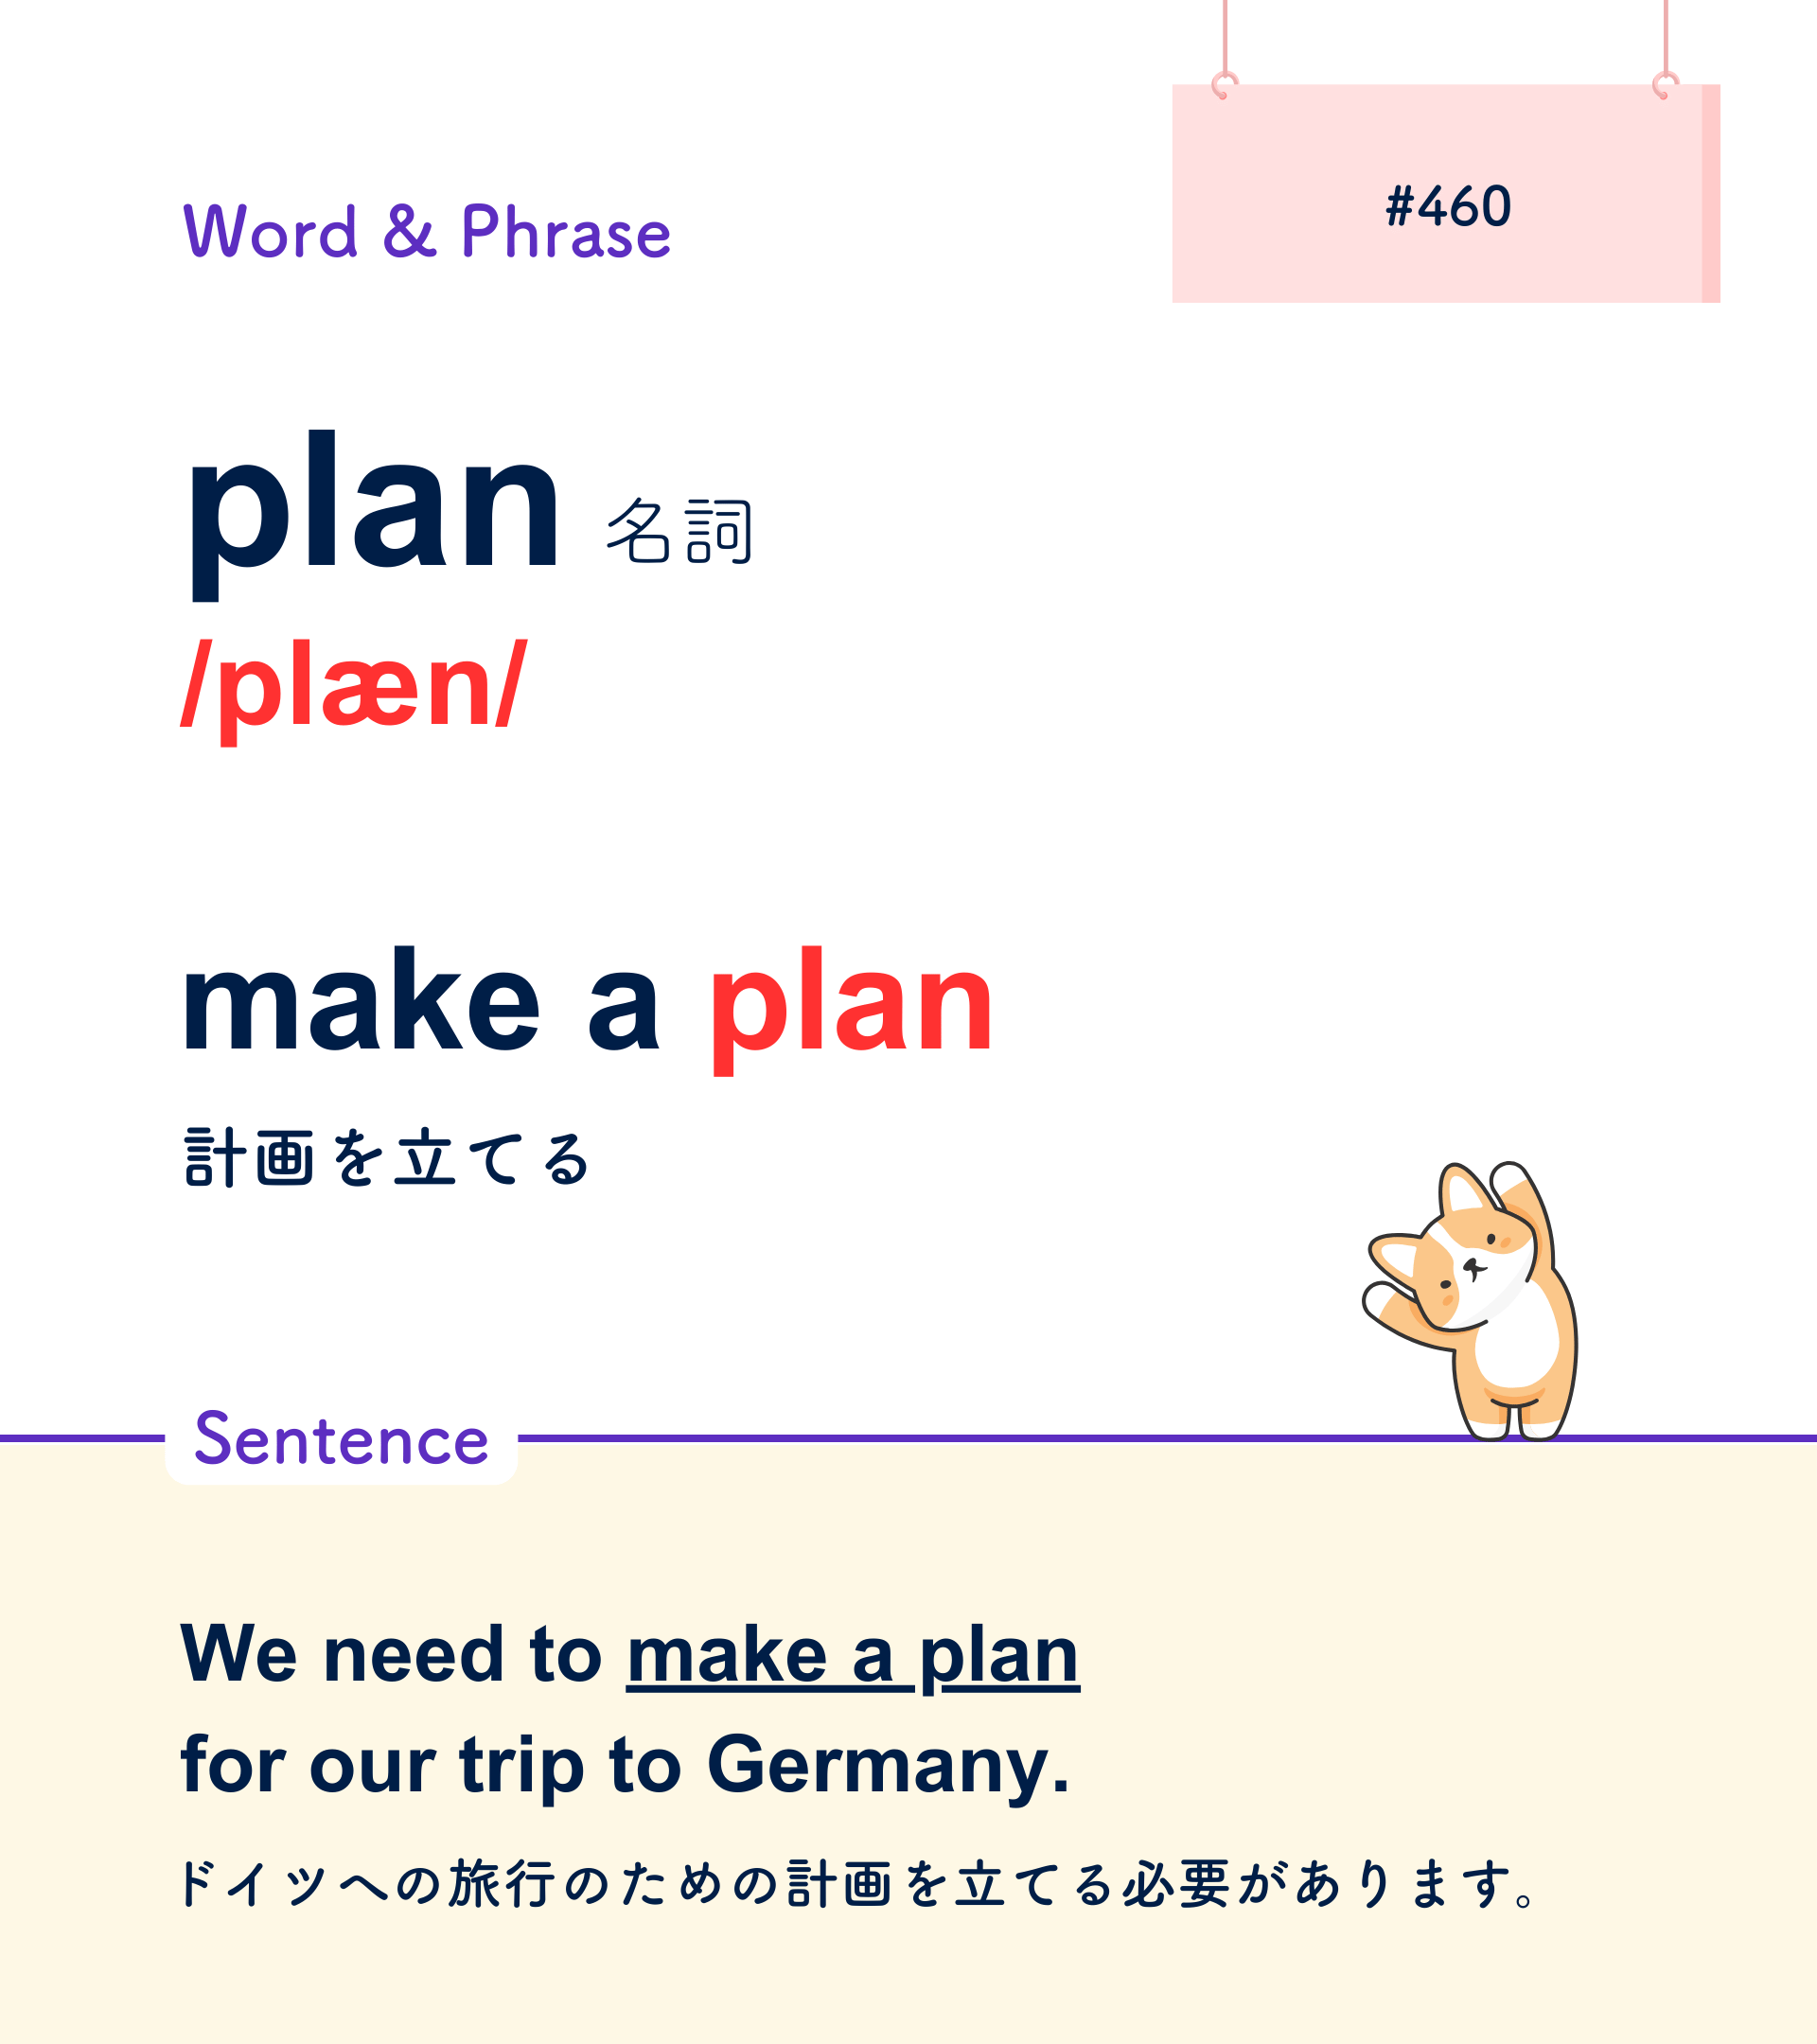 #460
Word & Phrase
plan 名詞
/plæn/
make a plan
計画を立てる
Sentence
We need to make a plan
for our trip to Germany.
ドイツへの旅行のための計画を立てる必要があります。